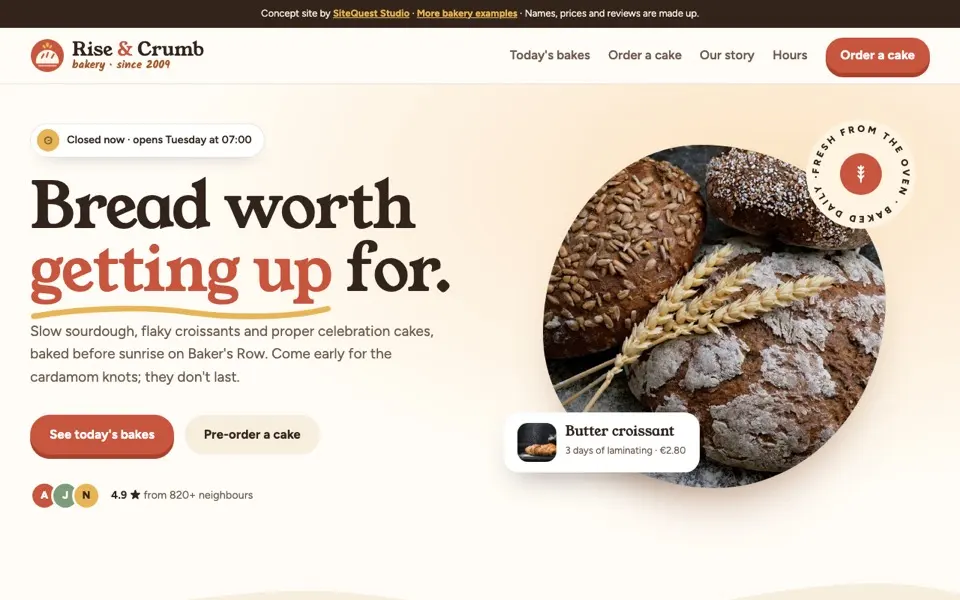 Concept site by SiteQuest Studio · More bakery examples · Names, prices and reviews are made up.
Rise & Crumb
bakery · since 2009
Today's bakes
Order a cake
Our story
Hours
Order a cake
Closed now · opens Tuesday at 07:00
Bread worth
getting up for.
Slow sourdough, flaky croissants and proper celebration cakes,
baked before sunrise on Baker's Row. Come early for the
cardamom knots; they don't last.
See today's bakes
Pre-order a cake
A J N
4.9 ★ from 820+ neighbours
FRESH FROM THE OVEN · BAKED DAILY ·
Butter croissant
3 days of laminating · €2.80